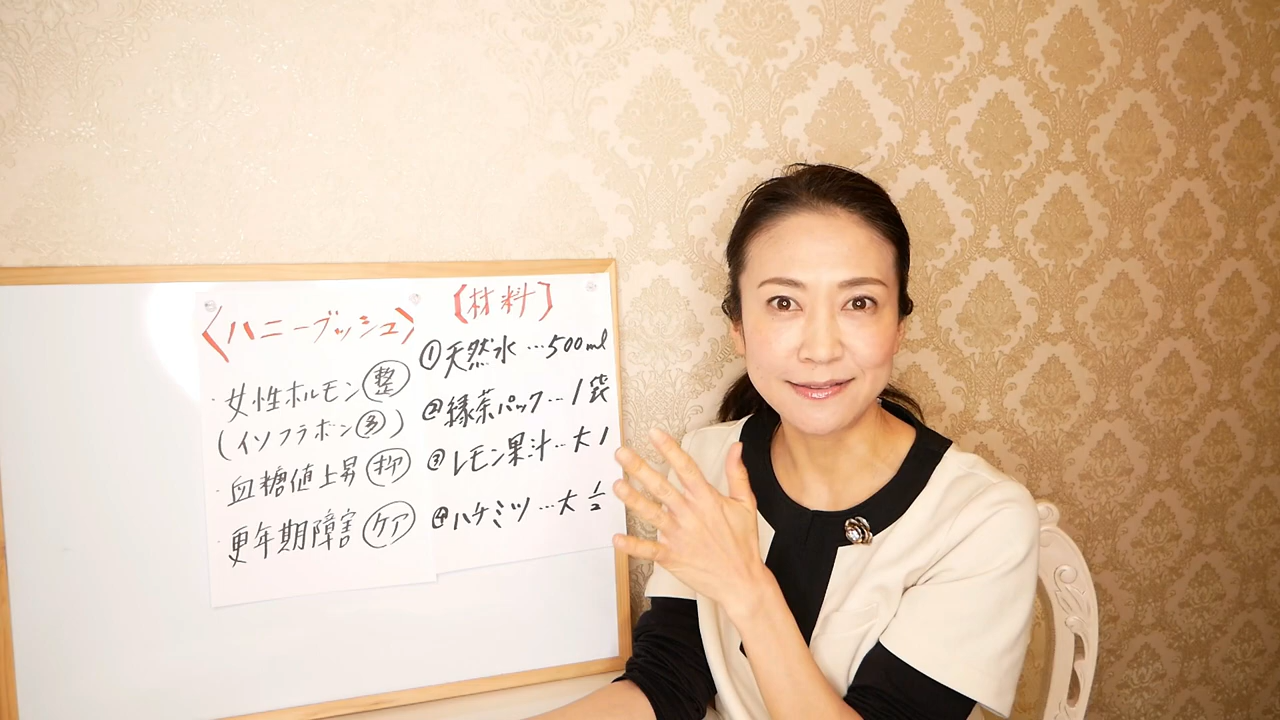 〈ハニーブッシュ〉
・女性ホルモン整
(イソフラボン多)
・血糖値上昇抑
・更年期障害ケア
【材料】
①天然水…500ml
②緑茶パック…1袋
③レモン果汁…大1
④ハチミツ…大1/2